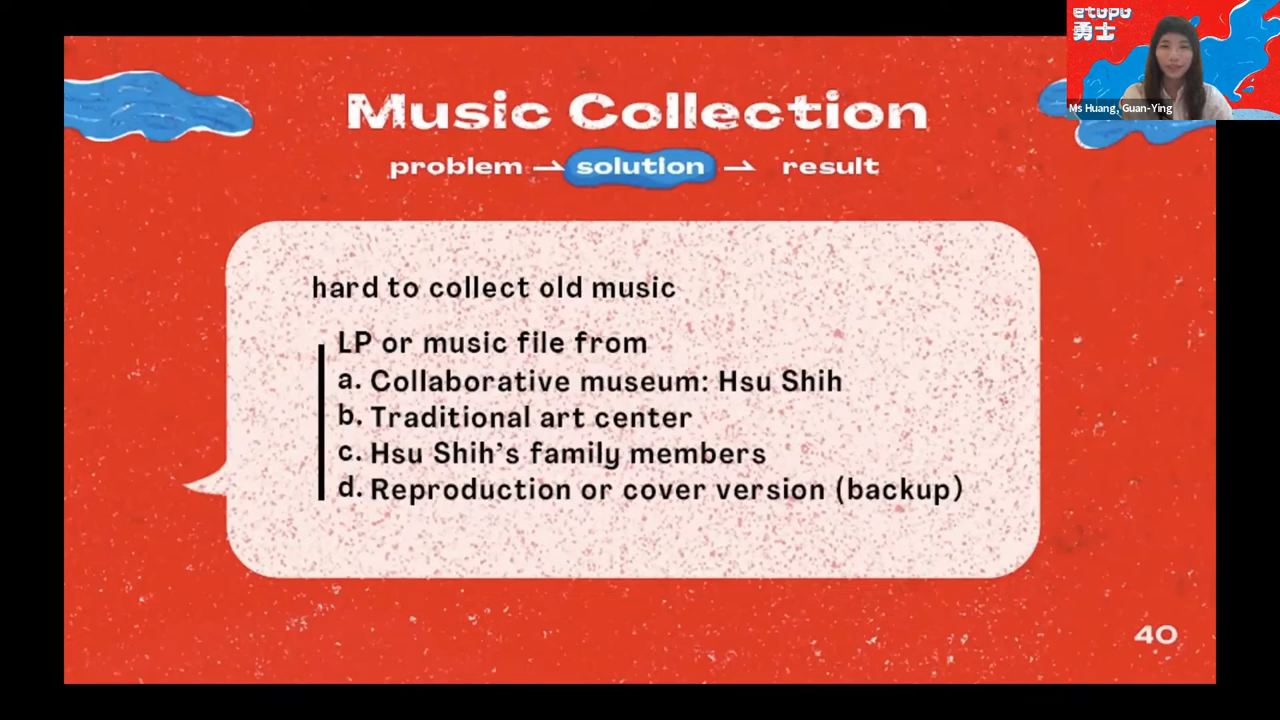 Music Collection
problem → solution → result
hard to collect old music
LP or music file from
a. Collaborative museum: Hsu Shih
b. Traditional art center
c. Hsu Shih's family members
d. Reproduction or cover version (backup)
40
etupu
勇士
Ms Huang, Guan-Ying